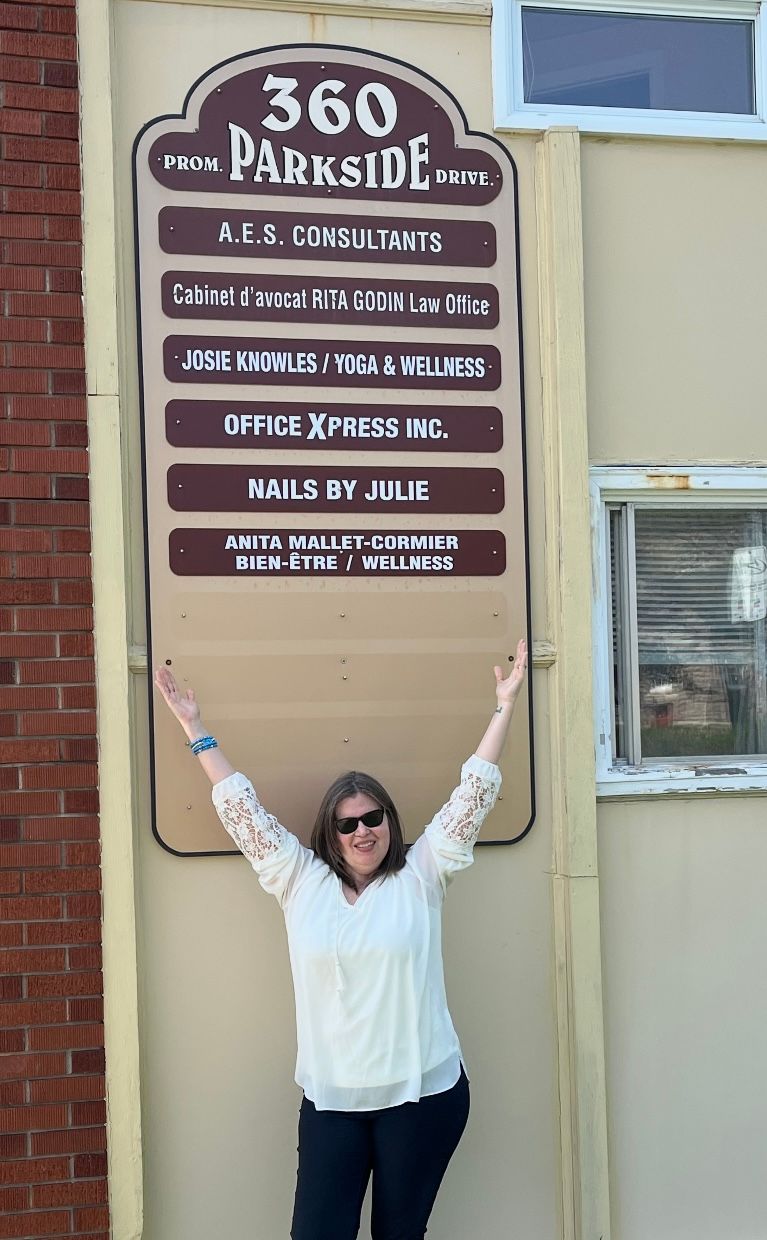 360
PROM. PARKSIDE DRIVE.
A.E.S. CONSULTANTS
Cabinet d'avocat RITA GODIN Law Office
JOSIE KNOWLES / YOGA & WELLNESS
OFFICE XPRESS INC.
NAILS BY JULIE
ANITA MALLET-CORMIER
BIEN-ÊTRE / WELLNESS